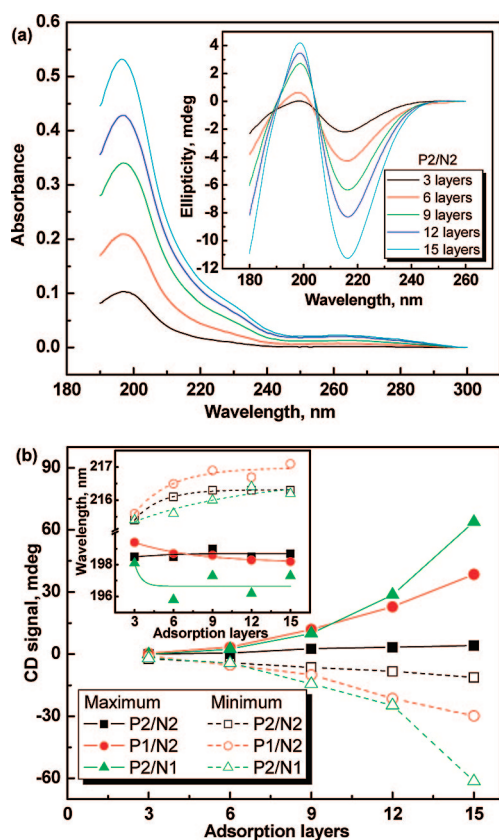 (a)
0.6
0.5
0.4
0.3
0.2
0.1
0.0
Absorbance
180 200 220 240 260 280 300
Wavelength, nm
4
2
0
-2
-4
-6
-8
-10
-12
Ellipticity, mdeg
180 200 220 240 260
Wavelength, nm
P2/N2
3 layers
6 layers
9 layers
12 layers
15 layers
(b)
90
60
30
0
-30
-60
CD signal, mdeg
0 3 6 9 12 15
Adsorption layers
2217
2216
198
196
Wavelength, nm
3 6 9 12 15
Adsorption layers
Maximum Minimum
P2/N2 P2/N2
P1/N2 P1/N2
P2/N1 P2/N1